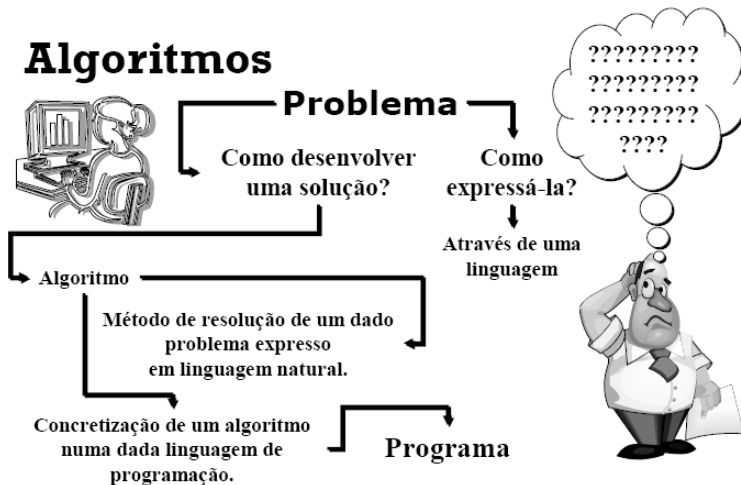 Algoritmos
Problema
Como desenvolver
uma solução?
Como
expressá-la?
Através de uma
linguagem
Algoritmo
Método de resolução de um dado
problema expresso
em linguagem natural.
Concretização de um algoritmo
numa dada linguagem de
programação.
Programa
?????????
?????????
?????????
????